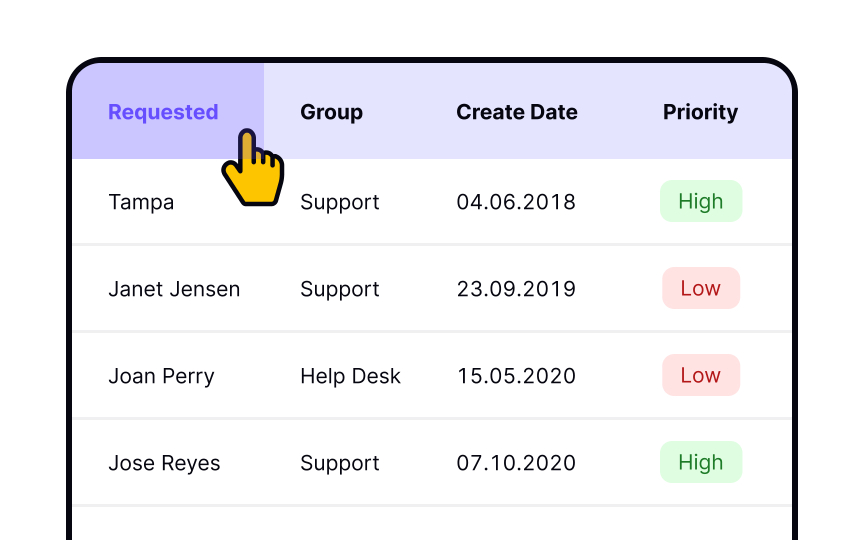 Requested Group Create Date Priority
Tampa Support 04.06.2018 High
Janet Jensen Support 23.09.2019 Low
Joan Perry Help Desk 15.05.2020 Low
Jose Reyes Support 07.10.2020 High